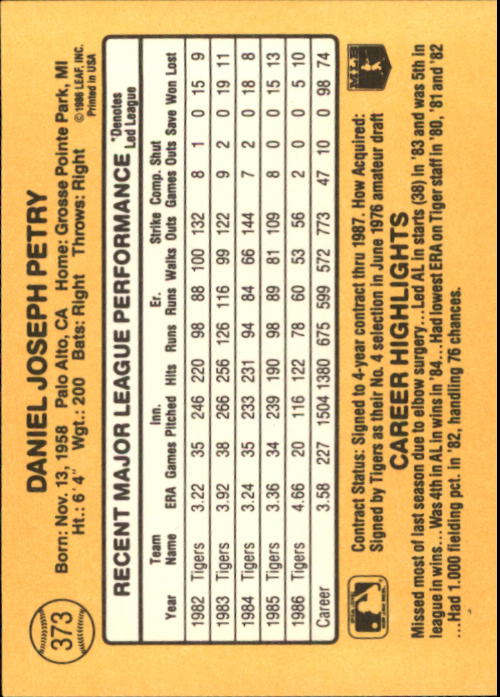 373
DANIEL JOSEPH PETRY
Born: Nov. 13, 1958 Palo Alto, CA Home: Grosse Pointe Park, MI
Ht.: 6' 4" Wgt.: 200 Bats: Right Throws: Right
©1986 LEAF, INC.
Printed in USA
RECENT MAJOR LEAGUE PERFORMANCE
*Denotes
Led League
Year Team Name ERA Games Inn. Pitched Hits Runs Er. Runs Walks Strike Outs Comp. Games Shut Outs Save Won Lost
1982 Tigers 3.22 35 246 220 98 88 100 132 8 1 0 15 9
1983 Tigers 3.92 38 266 256 126 116 99 122 9 2 0 19 11
1984 Tigers 3.24 35 233 231 94 84 66 144 7 2 0 18 8
1985 Tigers 3.36 34 239 190 98 89 81 109 8 0 0 15 13
1986 Tigers 4.66 20 116 122 78 60 53 56 2 0 0 5 10
Career 3.58 227 1504 1380 675 599 572 773 47 10 0 98 74
Contract Status: Signed to 4-year contract thru 1987. How Acquired:
Signed by Tigers as their No. 4 selection in June 1976 amateur draft
MLB
CAREER HIGHLIGHTS
Missed most of last season due to elbow surgery...Led AL in starts (38) in '83 and was 5th in
league in wins...Was 4th in AL in wins in '84...Had lowest ERA on Tiger staff in '80, '81 and '82
...Had 1.000 fielding pct. in '82, handling 76 chances.